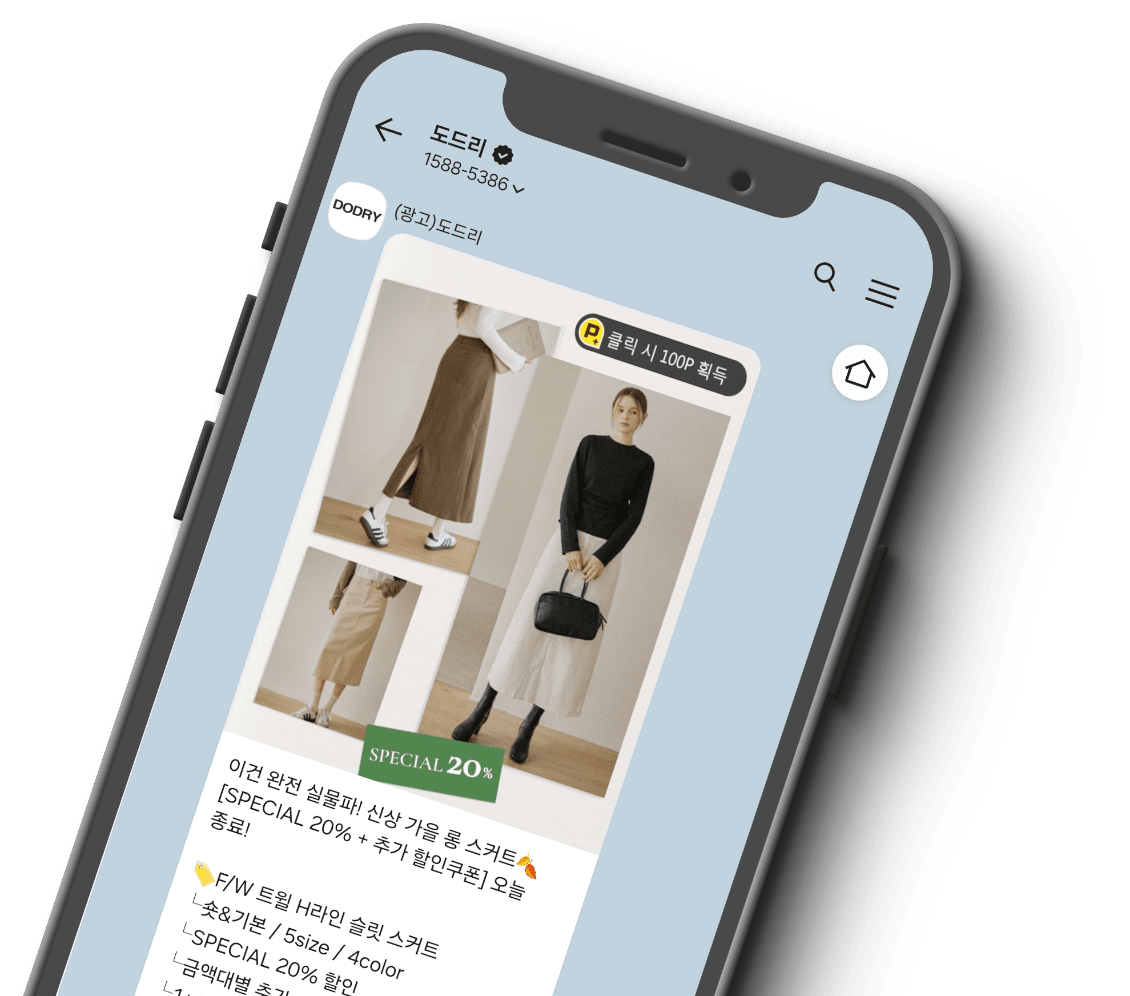 도드리
1588-5386
DODRY
(광고)도드리
클릭 시 100P 획득
SPECIAL 20%
이건 완전 실물파! 신상 가을 롱 스커트🍂
[SPECIAL 20% + 추가 할인쿠폰] 오늘
종료!
🏷️F/W 트윌 H라인 슬릿 스커트
└숏&기본 / 5size / 4color
└SPECIAL 20% 할인
└금액대별 추가